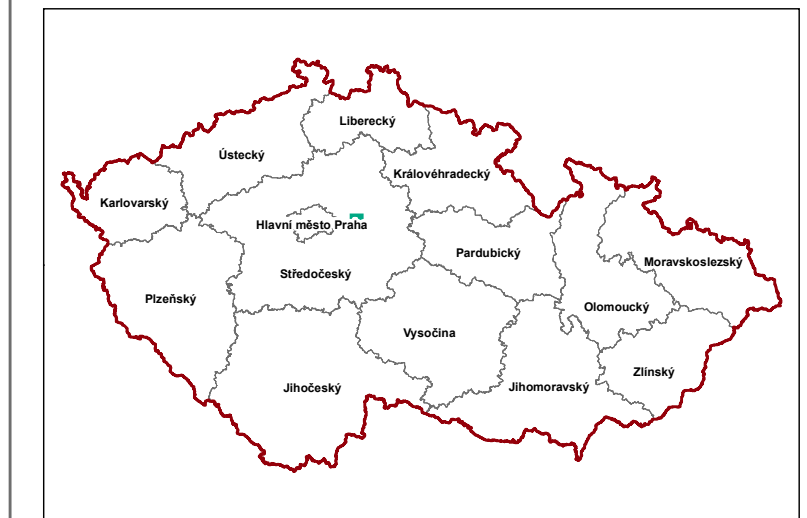 Liberecký
Ústecký
Královéhradecký
Karlovarský
Hlavní město Praha
Pardubický
Moravskoslezský
Středočeský
Plzeňský
Olomoucký
Vysočina
Zlínský
Jihočeský
Jihomoravský